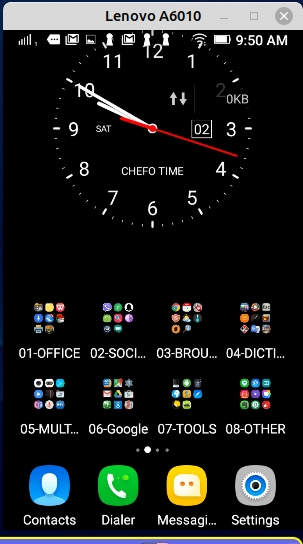 Lenovo A6010
9:50 AM
11
12
10
2
0KB
9
SAT
02
3
8
CHEFO TIME
4
7
6
5
01-OFFICE
02-SOCI...
03-BROU...
04-DICTI...
05-MULT...
06-Google
07-TOOLS
08-OTHER
Contacts
Dialer
Messagi...
Settings